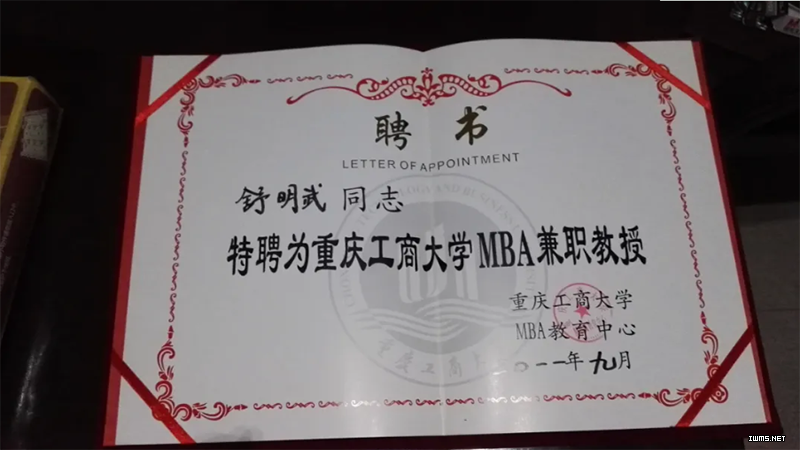 聘书
LETTER OF APPOINTMENT
舒明武 同志
特聘为重庆工商大学MBA兼职教授
重庆工商大学
MBA教育中心
二〇一一年九月
IWMS.NET